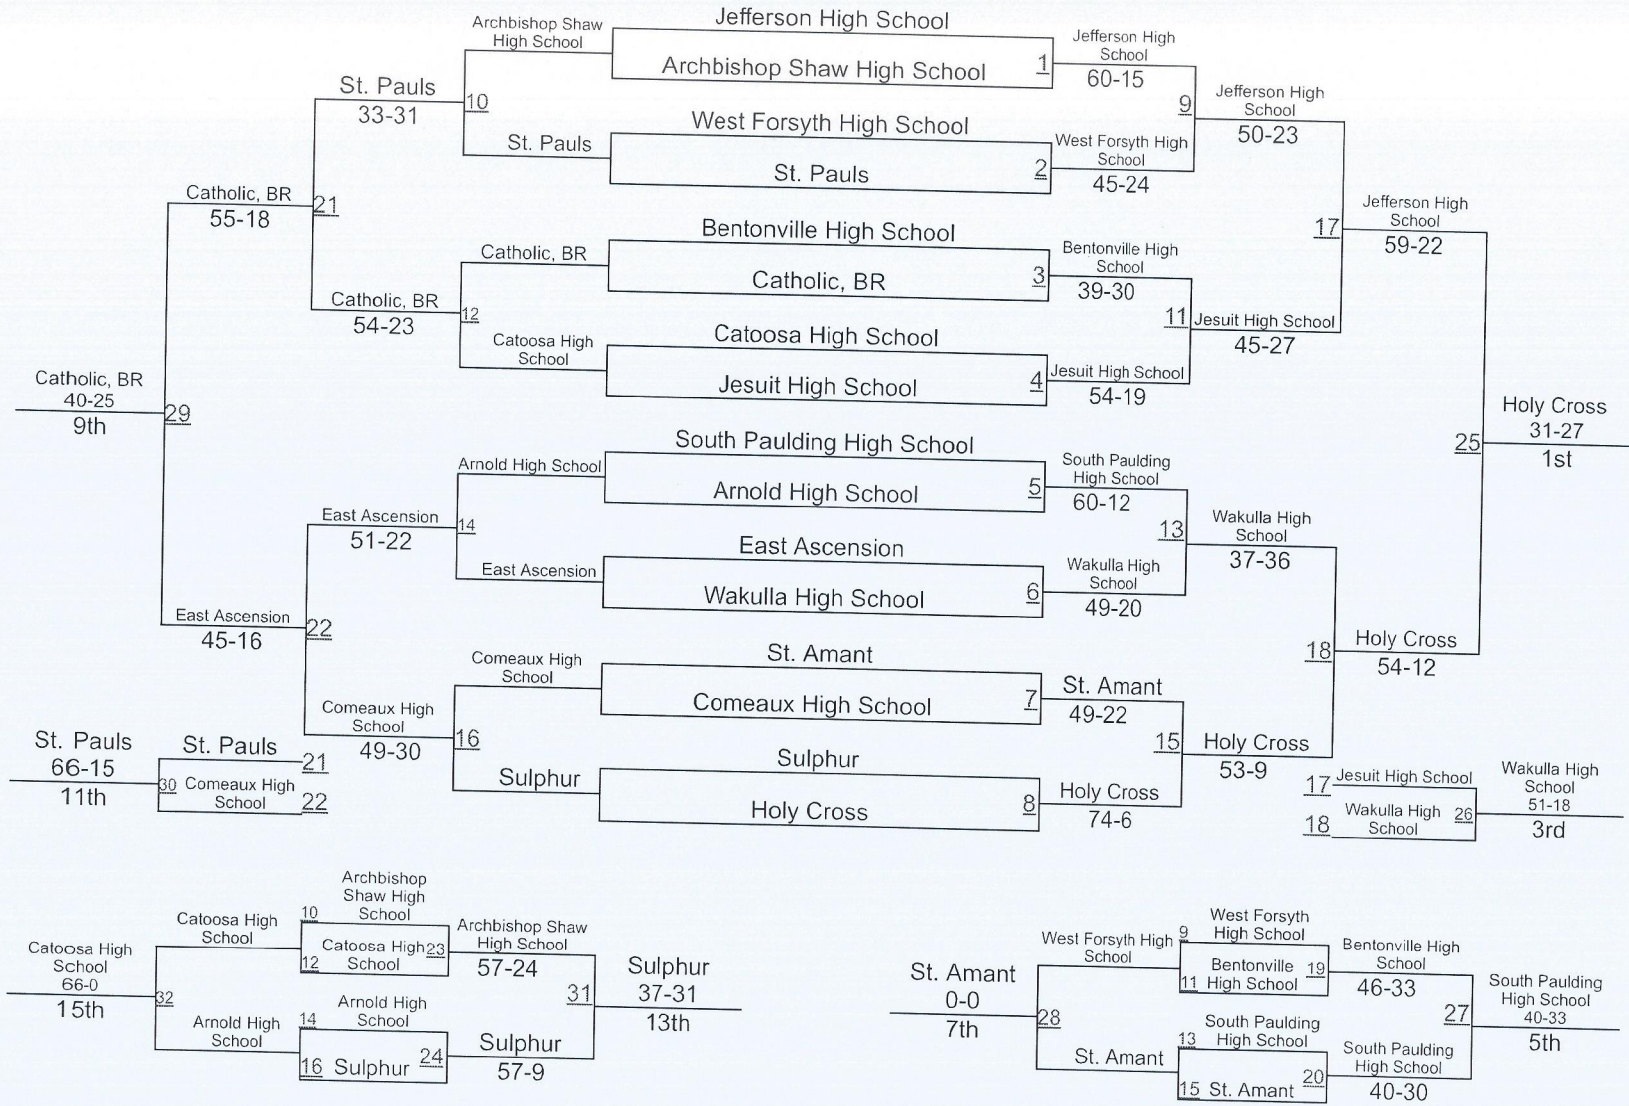 Jefferson High School
Archbishop Shaw High School 1
West Forsyth High School
St. Pauls 2
Bentonville High School
Catholic, BR 3
Catoosa High School
Jesuit High School 4
South Paulding High School
Arnold High School 5
East Ascension
Wakulla High School 6
St. Amant
Comeaux High School 7
Sulphur
Holy Cross 8
Archbishop Shaw
High School
10
St. Pauls
St. Pauls
33-31
Catholic, BR
12
Catoosa High
School
Catholic, BR
54-23
21
Catholic, BR
55-18
Arnold High School
14
East Ascension
East Ascension
51-22
Comeaux High
School
16
Sulphur
Comeaux High
School
49-30
22
East Ascension
45-16
29
Catholic, BR
40-25
9th
Jefferson High
School
60-15
9
West Forsyth High
School
45-24
Jefferson High
School
50-23
Bentonville High
School
39-30
11
Jesuit High School
54-19
Jesuit High School
45-27
17
Jefferson High
School
59-22
South Paulding
High School
60-12
13
Wakulla High
School
49-20
Wakulla High
School
37-36
St. Amant
49-22
15
Holy Cross
74-6
Holy Cross
53-9
18
Holy Cross
54-12
25
Holy Cross
31-27
1st
St. Pauls
66-15
11th
30
St. Pauls 21
Comeaux High
School 22
17 Jesuit High School
18 Wakulla High
School
26
Wakulla High
School
51-18
3rd
Catoosa High
School
66-0
15th
32
Catoosa High
School
Arnold High
School
10
Archbishop
Shaw High
School
12
Catoosa High
School
23
14
Arnold High
School
16 Sulphur 24
Archbishop Shaw
High School
57-24
Sulphur
57-9
31
Sulphur
37-31
13th
St. Amant
0-0
7th
28
West Forsyth High
School
St. Amant
9
West Forsyth
High School
11
Bentonville
High School
19
13
South Paulding
High School
15 St. Amant 20
Bentonville High
School
46-33
South Paulding
High School
40-30
27
South Paulding
High School
40-33
5th